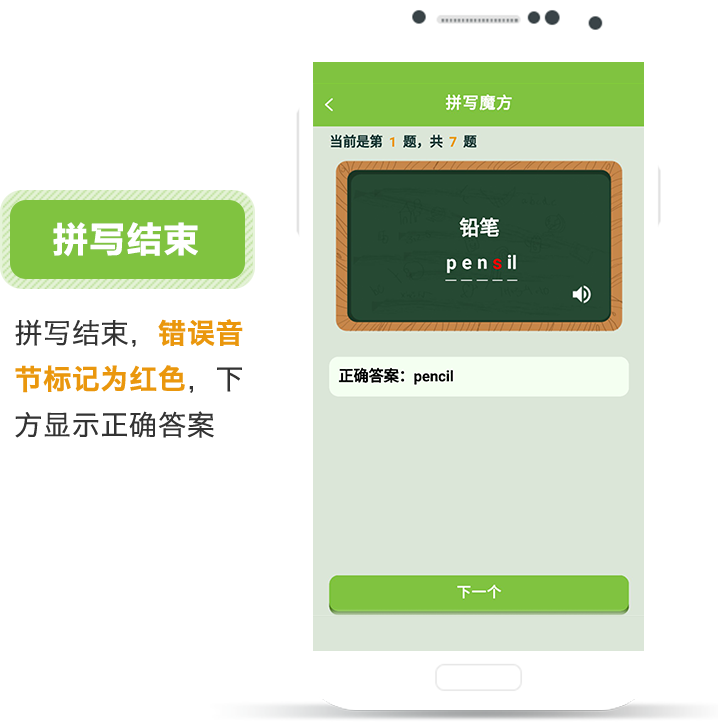 拼写结束
拼写结束，错误音
节标记为红色，下
方显示正确答案
拼写魔方
当前是第 1 题，共 7 题
铅笔
p e n s il
正确答案：pencil
下一个